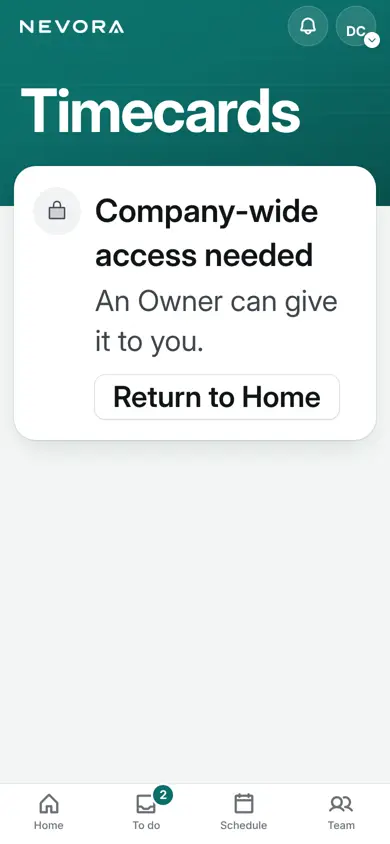 NEVORA
DC
Timecards
Company-wide
access needed
An Owner can give
it to you.
Return to Home
2
Home
To do
Schedule
Team